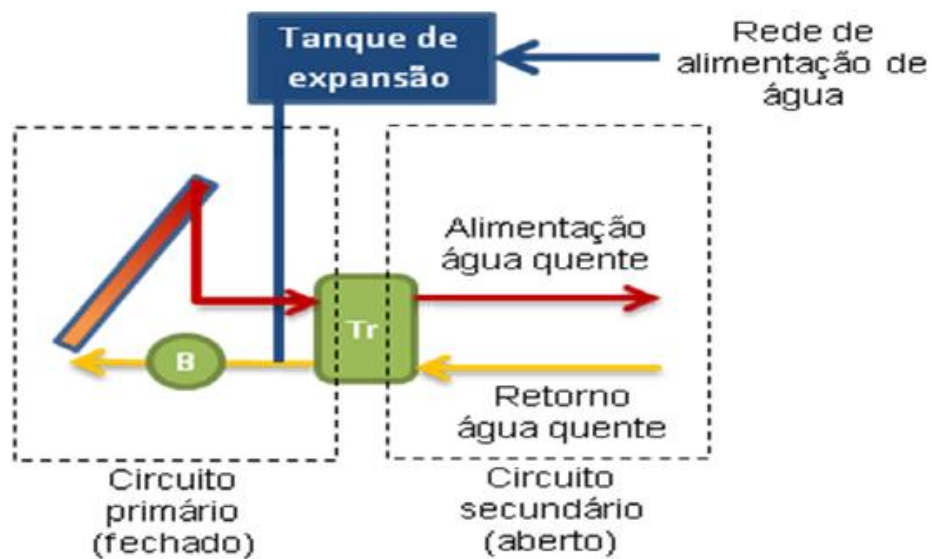 Tanque de
expansão
Rede de
alimentação de
água
Alimentação
água quente
Tr
B
Retorno
água quente
Circuito
primário
(fechado)
Circuito
secundário
(aberto)